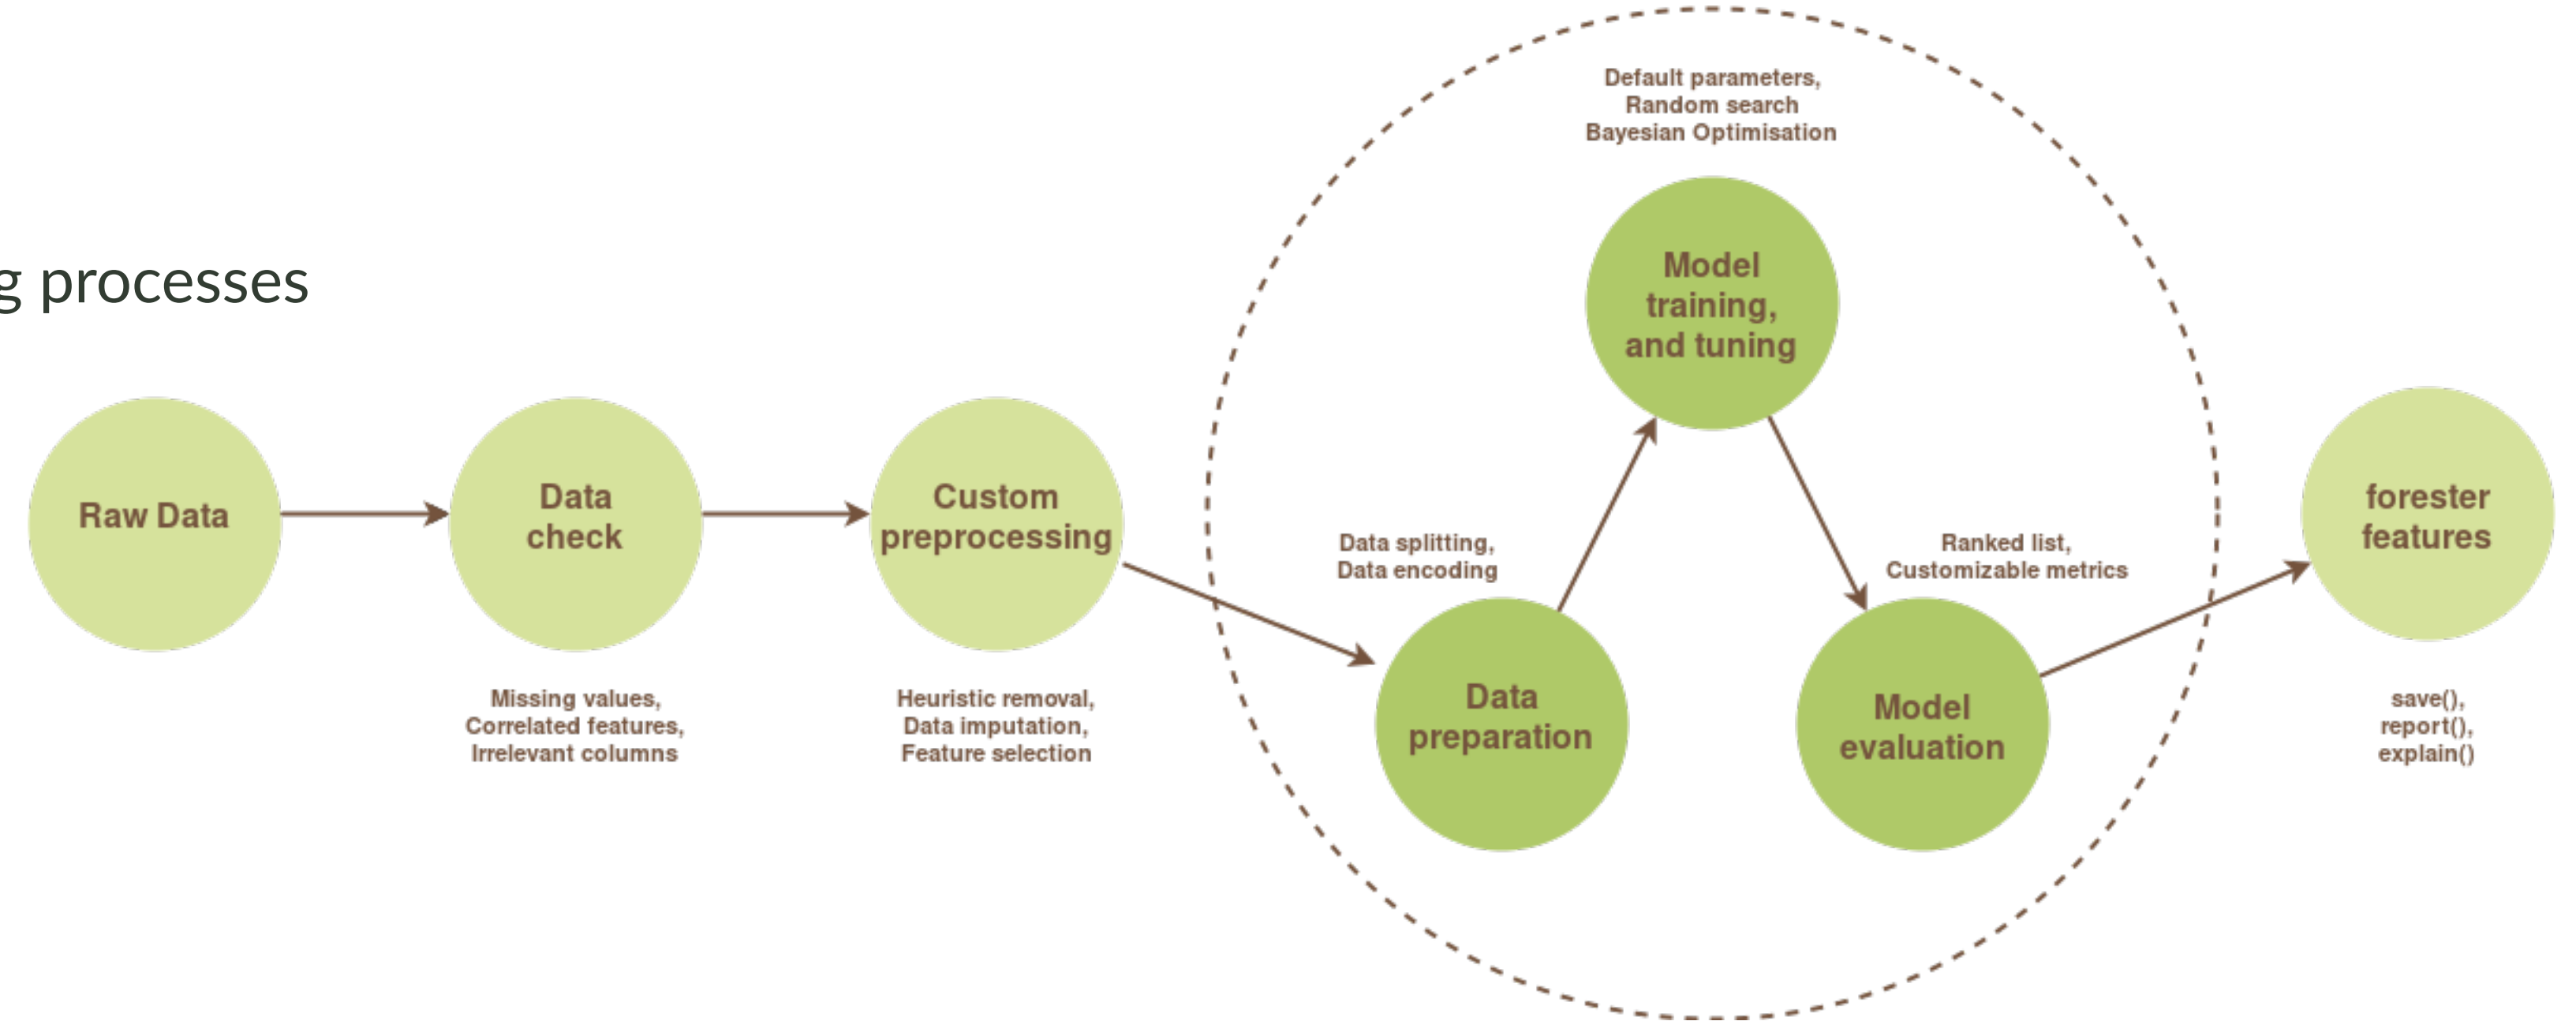 g processes
Raw Data
Data
check
Missing values,
Correlated features,
Irrelevant columns
Custom
preprocessing
Heuristic removal,
Data imputation,
Feature selection
Data splitting,
Data encoding
Data
preparation
Default parameters,
Random search
Bayesian Optimisation
Model
training,
and tuning
Ranked list,
Customizable metrics
Model
evaluation
forester
features
save(),
report(),
explain()